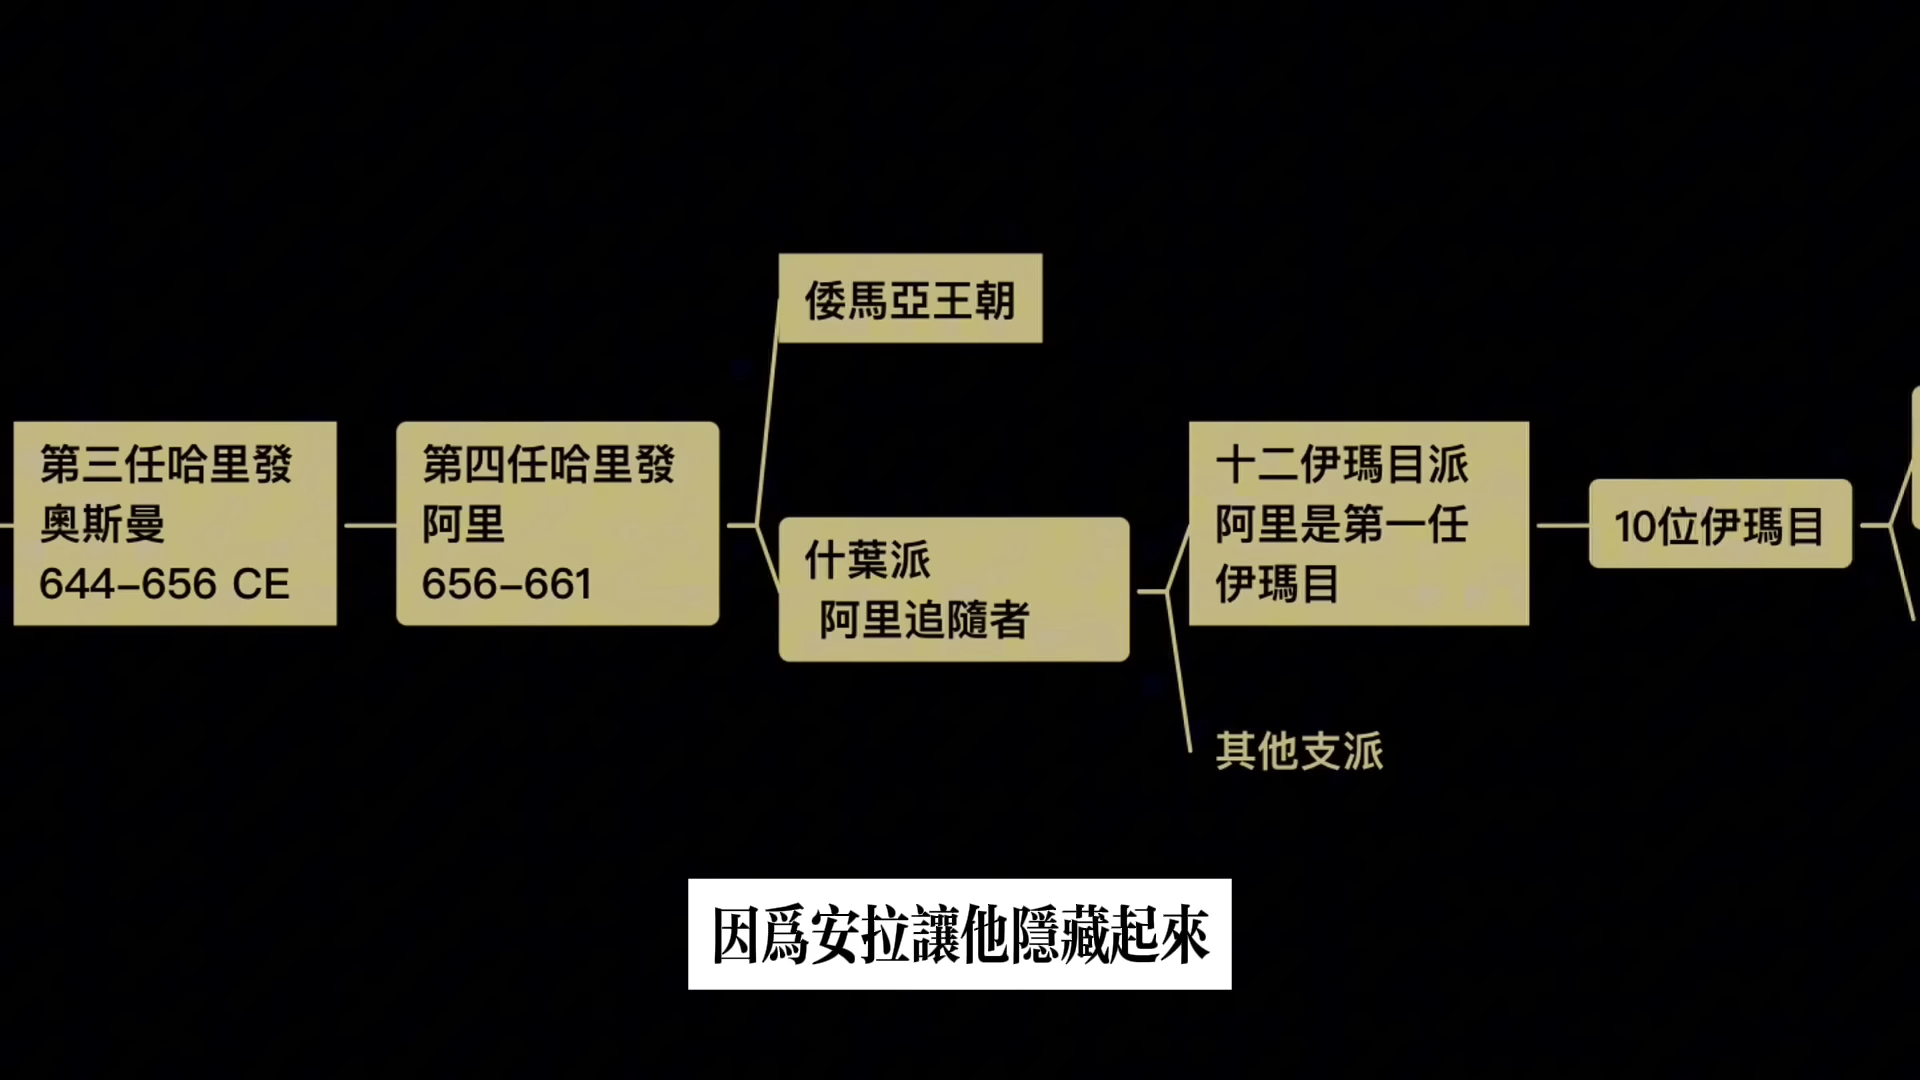 倭馬亞王朝
第三任哈里發
奧斯曼
644–656 CE
第四任哈里發
阿里
656–661
什葉派
阿里追隨者
十二伊瑪目派
阿里是第一任
伊瑪目
10位伊瑪目
其他支派
因爲安拉讓他隱藏起來